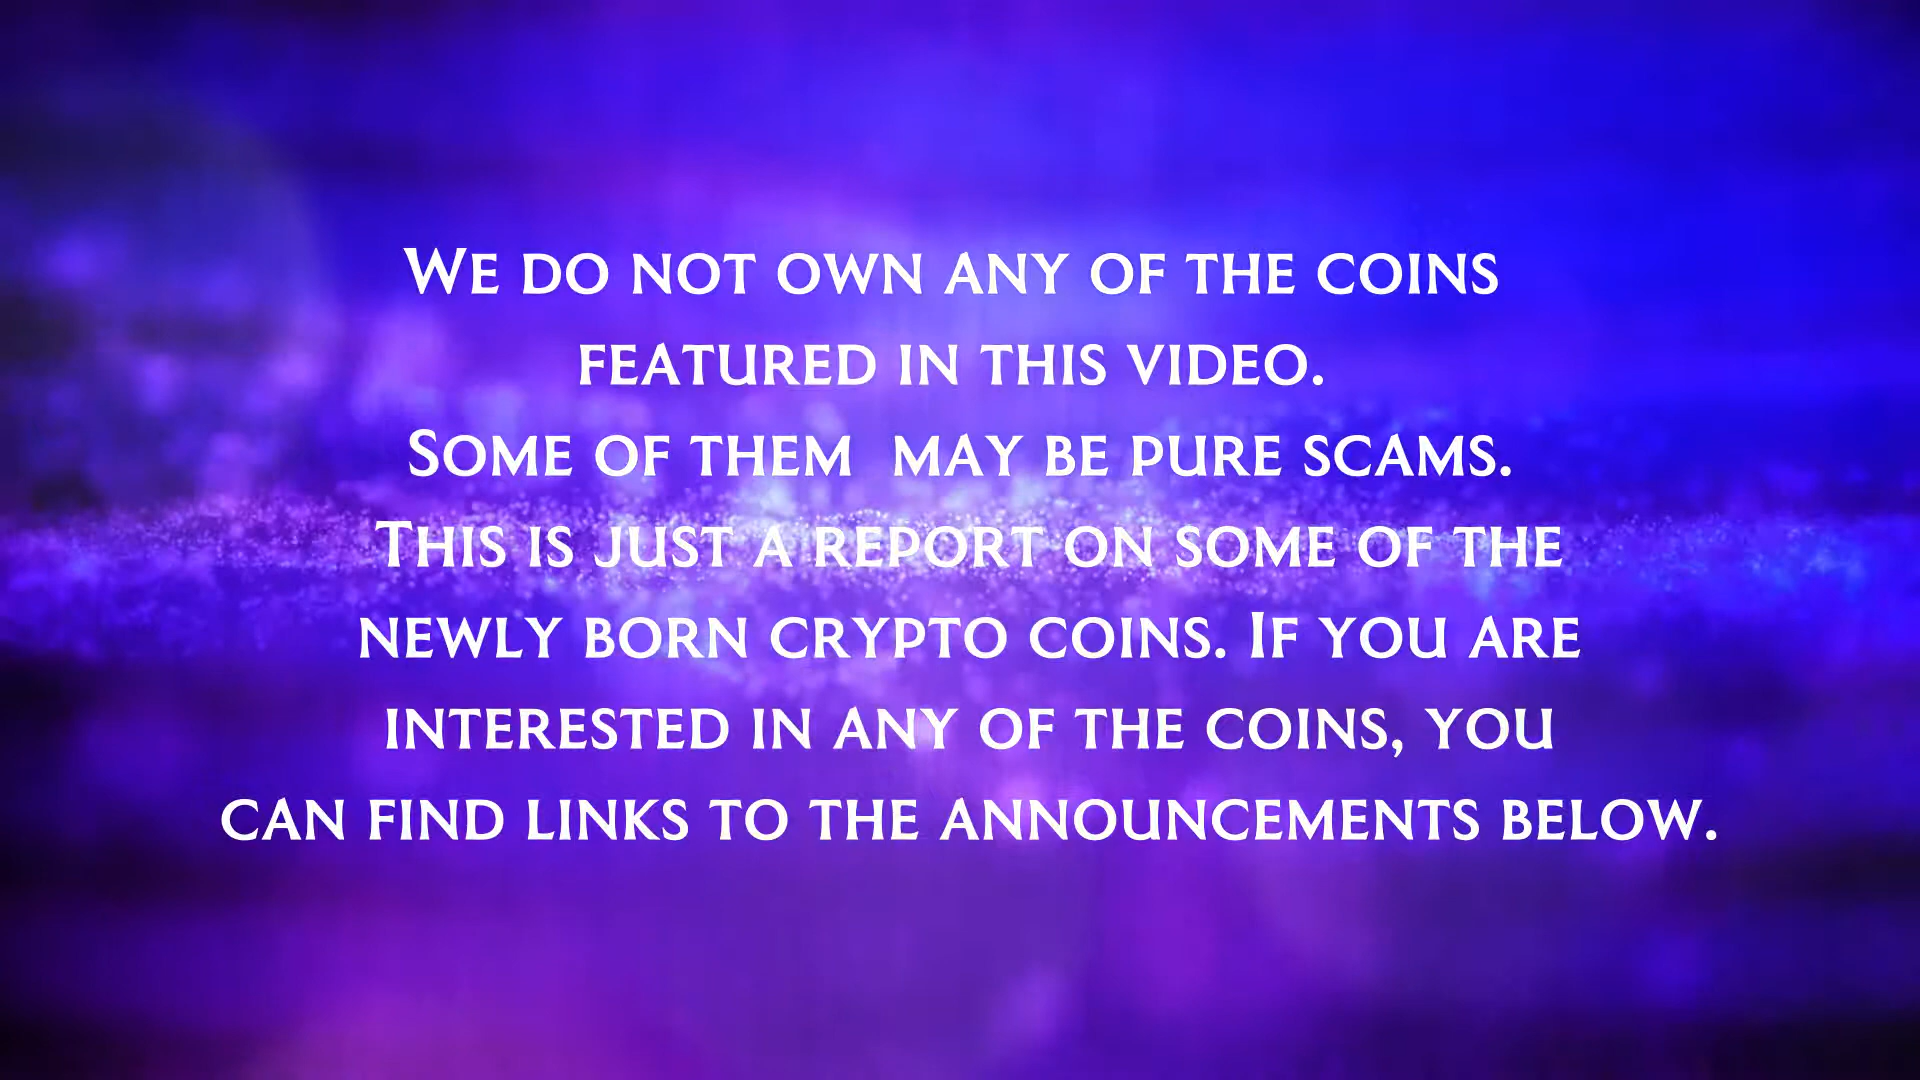 We do not own any of the coins
featured in this video.
Some of them  may be pure scams.
This is just a report on some of the
newly born crypto coins. If you are
interested in any of the coins, you
can find links to the announcements below.